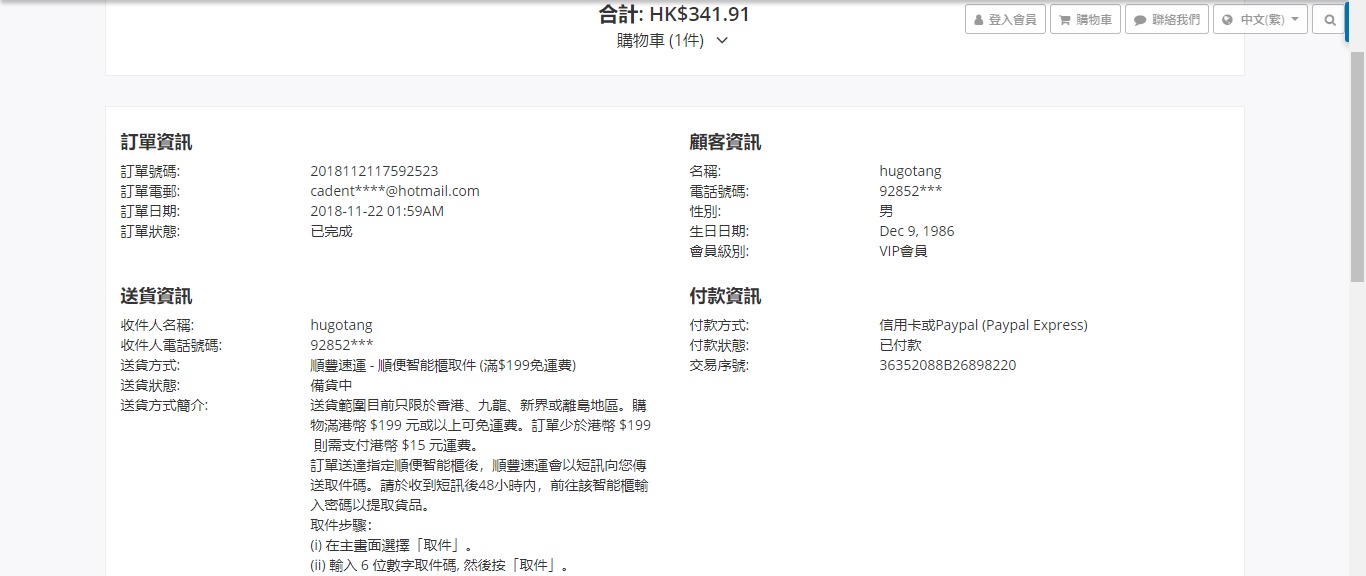 合計: HK$341.91
購物車 (1件)
登入會員
購物車
聯絡我們
中文(繁)
訂單資訊
訂單號碼: 2018112117592523
訂單電郵: cadent****@hotmail.com
訂單日期: 2018-11-22 01:59AM
訂單狀態: 已完成
顧客資訊
名稱: hugotang
電話號碼: 92852***
性別: 男
生日日期: Dec 9, 1986
會員級別: VIP會員
送貨資訊
收件人名稱: hugotang
收件人電話號碼: 92852***
送貨方式: 順豐速運 - 順便智能櫃取件 (滿$199免運費)
送貨狀態: 備貨中
送貨方式簡介: 送貨範圍目前只限於香港、九龍、新界或離島地區。購
物滿港幣 $199 元或以上可免運費。訂單少於港幣 $199
則需支付港幣 $15 元運費。
訂單送達指定順便智能櫃後，順豐速運會以短訊向您傳
送取件碼。請於收到短訊後48小時內，前往該智能櫃輸
入密碼以提取貨品。
取件步驟：
(i) 在主畫面選擇「取件」。
(ii) 輸入 6 位數字取件碼, 然後按「取件」。
付款資訊
付款方式: 信用卡或Paypal (Paypal Express)
付款狀態: 已付款
交易序號: 36352088B26898220